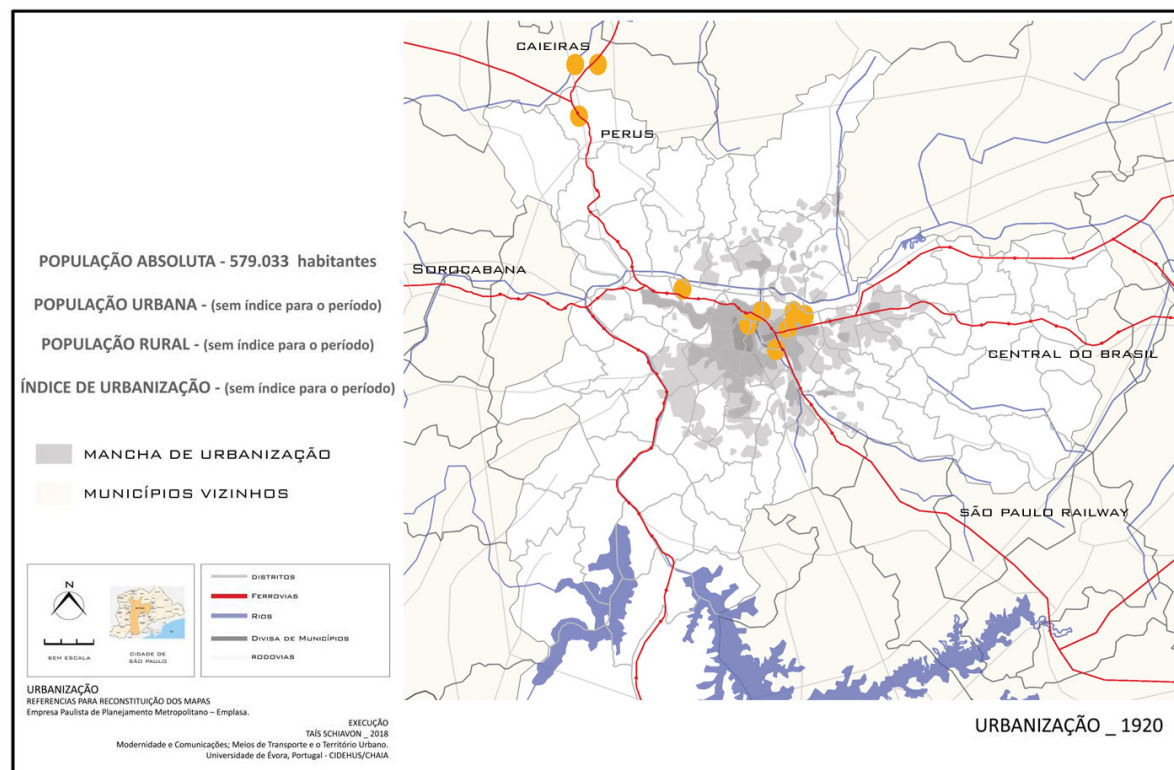 POPULAÇÃO ABSOLUTA - 579.033 habitantes
POPULAÇÃO URBANA - (sem índice para o período)
POPULAÇÃO RURAL - (sem índice para o período)
ÍNDICE DE URBANIZAÇÃO - (sem índice para o período)
MANCHA DE URBANIZAÇÃO
MUNICÍPIOS VIZINHOS
N
SEM ESCALA
CIDADE DE
SÃO PAULO
DISTRITOS
FERROVIAS
RIOS
DIVISA DE MUNICÍPIOS
RODOVIAS
URBANIZAÇÃO
REFERENCIAS PARA RECONSTITUIÇÃO DOS MAPAS
Empresa Paulista de Planejamento Metropolitano – Emplasa.
EXECUÇÃO
TAÍS SCHIAVON _ 2018
Modernidade e Comunicações; Meios de Transporte e o Território Urbano.
Universidade de Évora, Portugal - CIDEHUS/CHAIA
CAIEIRAS
PERUS
SOROCABANA
CENTRAL DO BRASIL
SÃO PAULO RAILWAY
URBANIZAÇÃO _ 1920